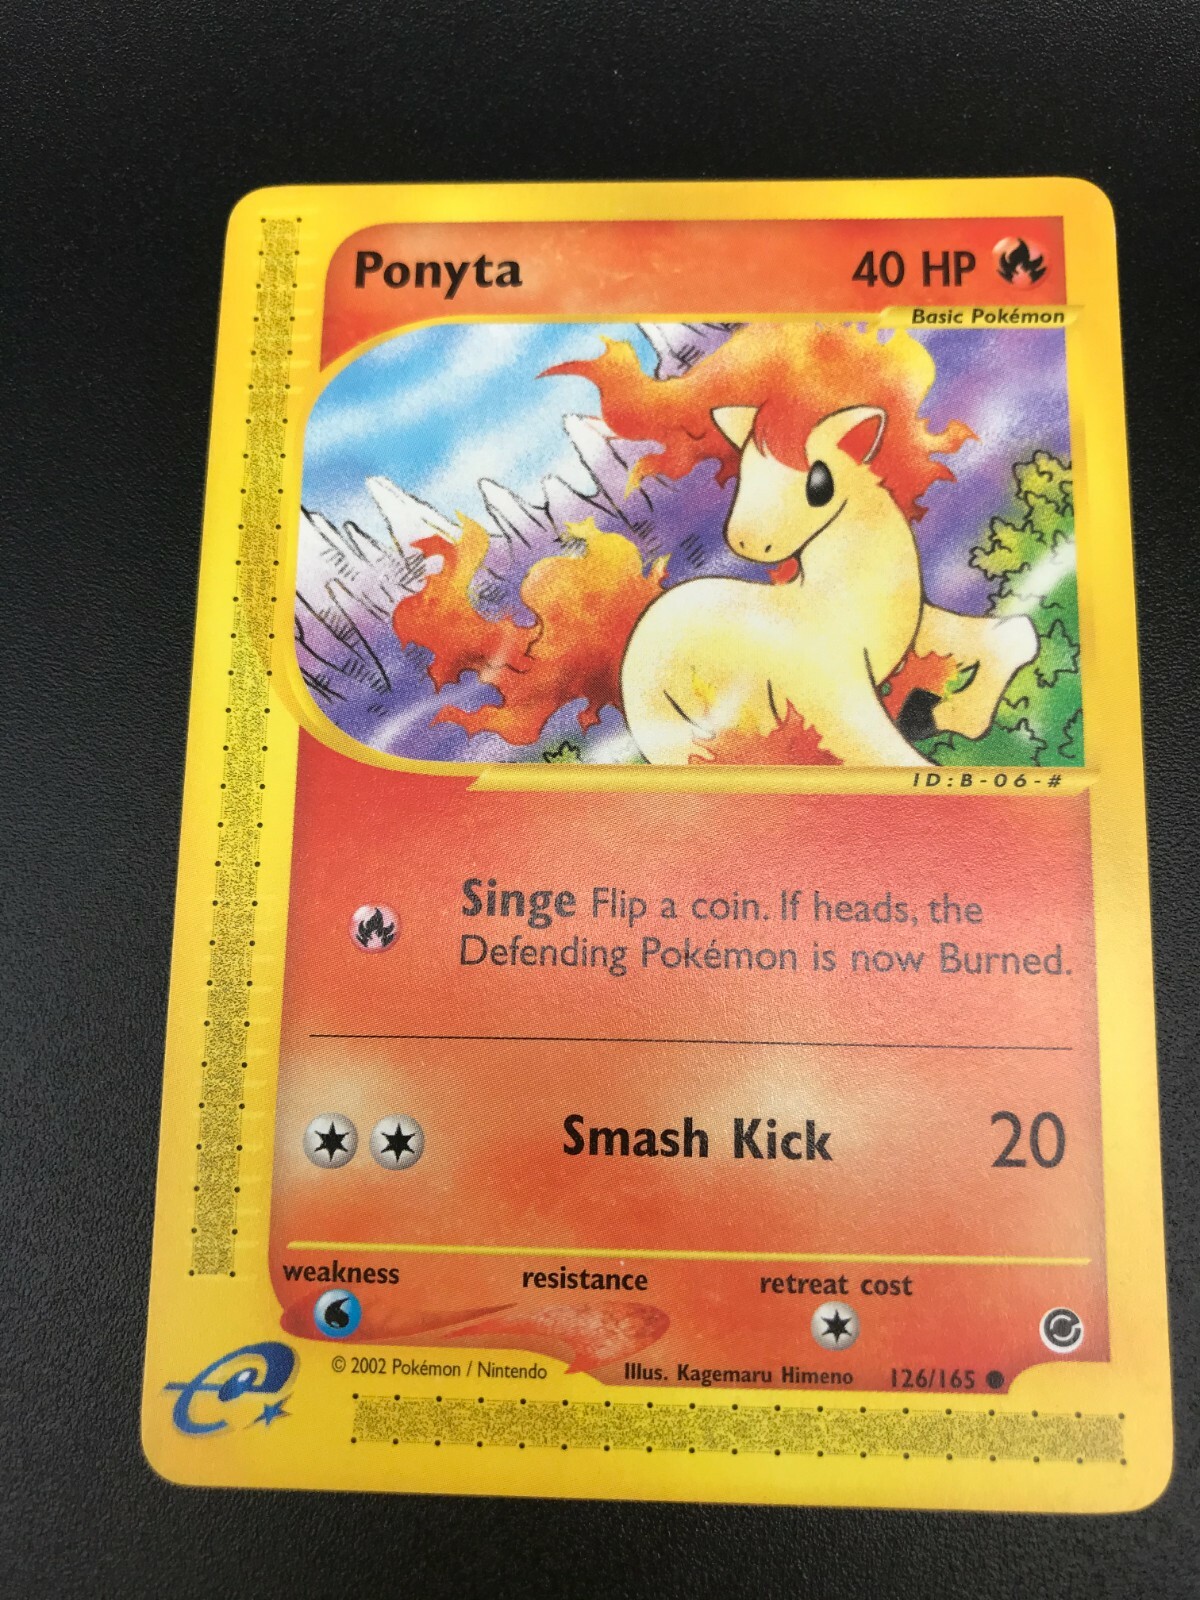 Ponyta
40 HP
Basic Pokémon
ID:B-06-#
Singe Flip a coin. If heads, the
Defending Pokémon is now Burned.
Smash Kick 20
weakness resistance retreat cost
© 2002 Pokémon / Nintendo Illus. Kagemaru Himeno 126/165